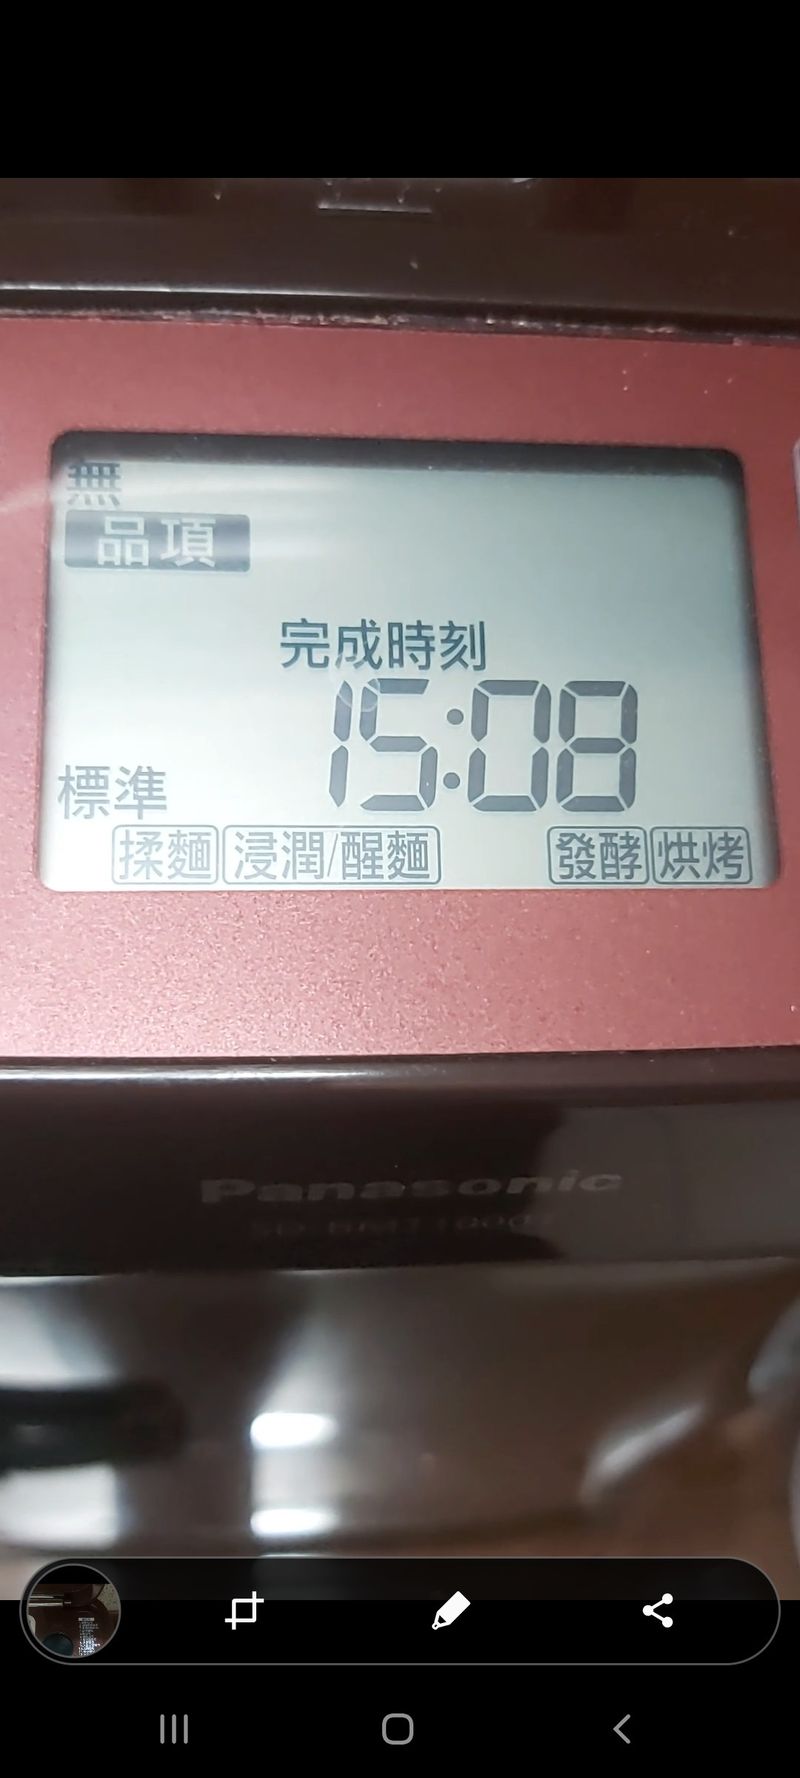 無
品項
完成時刻
15:08
標準
揉麵 浸潤/醒麵 發酵 烘烤
Panasonic